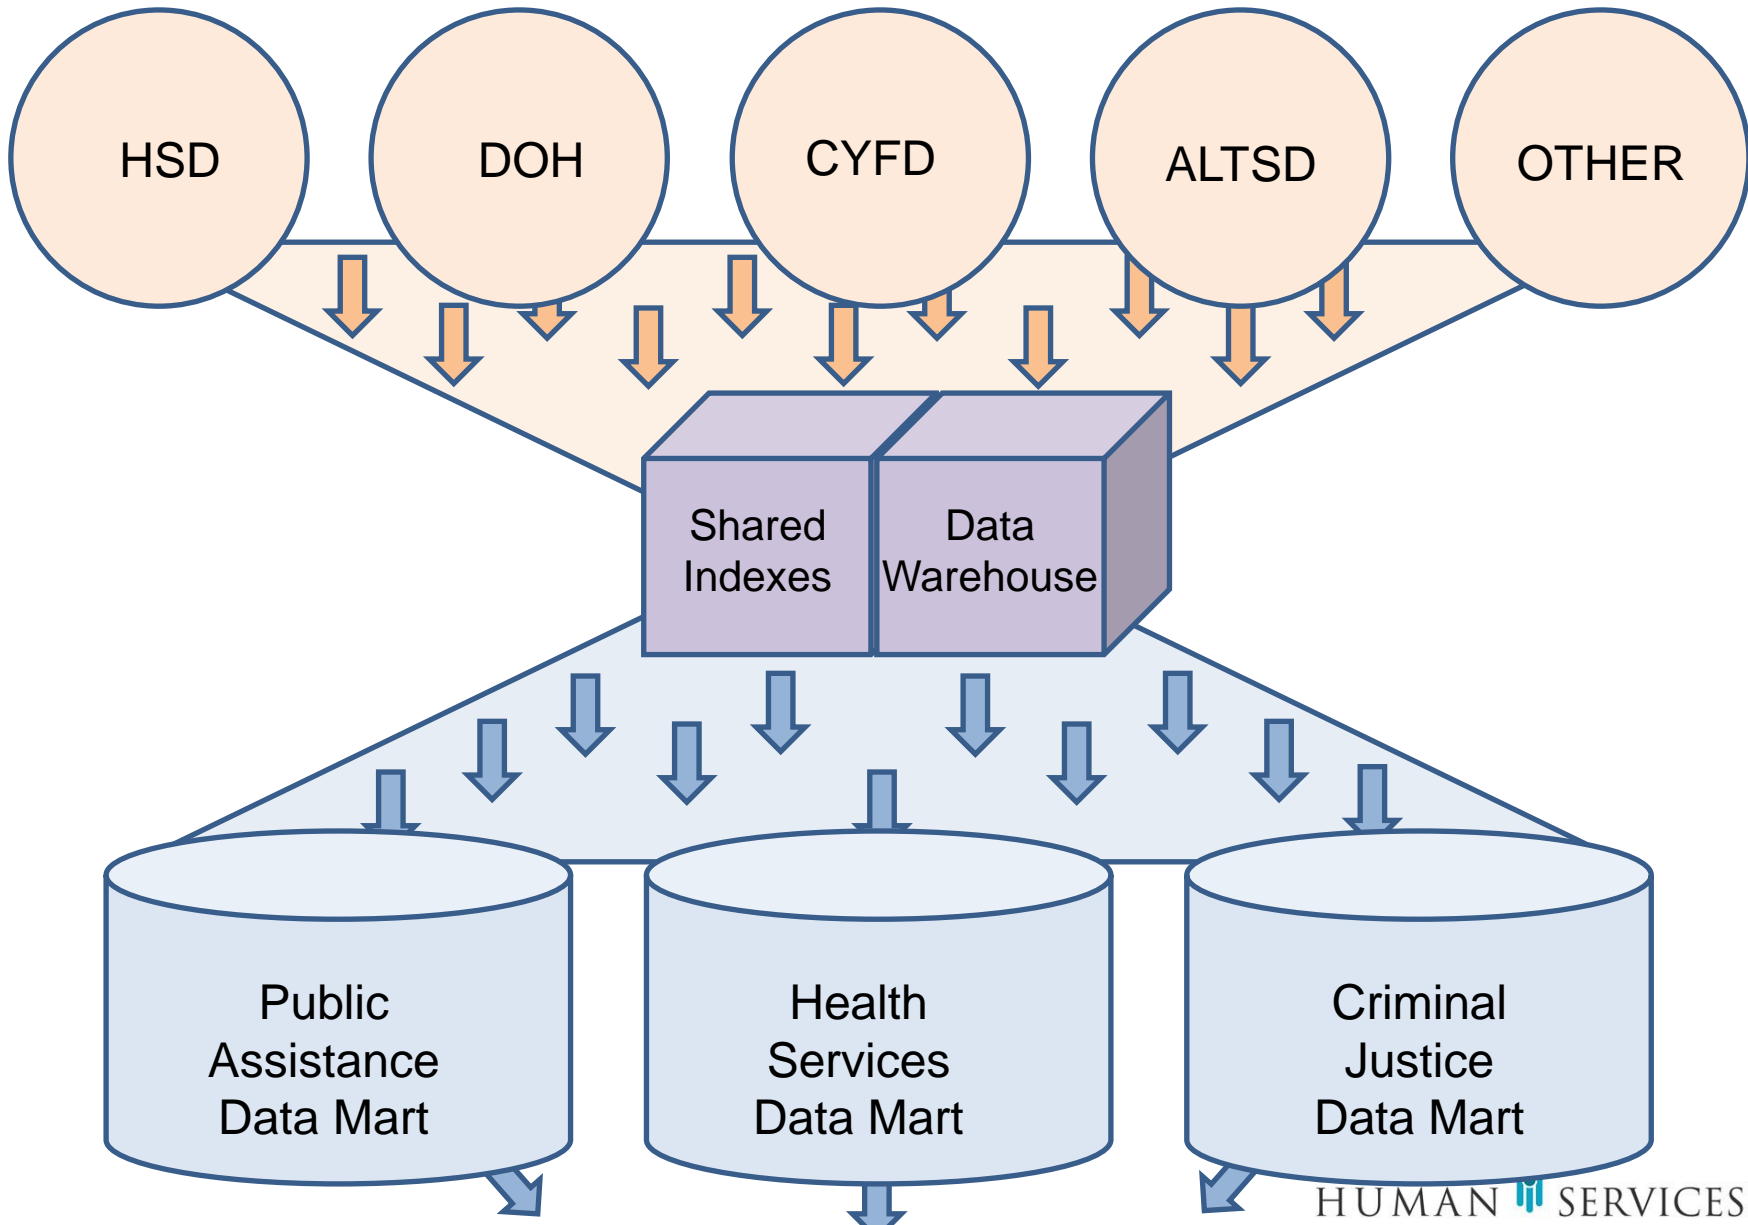 HSD
DOH
CYFD
ALTSD
OTHER
Shared
Indexes
Data
Warehouse
Public
Assistance
Data Mart
Health
Services
Data Mart
Criminal
Justice
Data Mart
HUMAN SERVICES